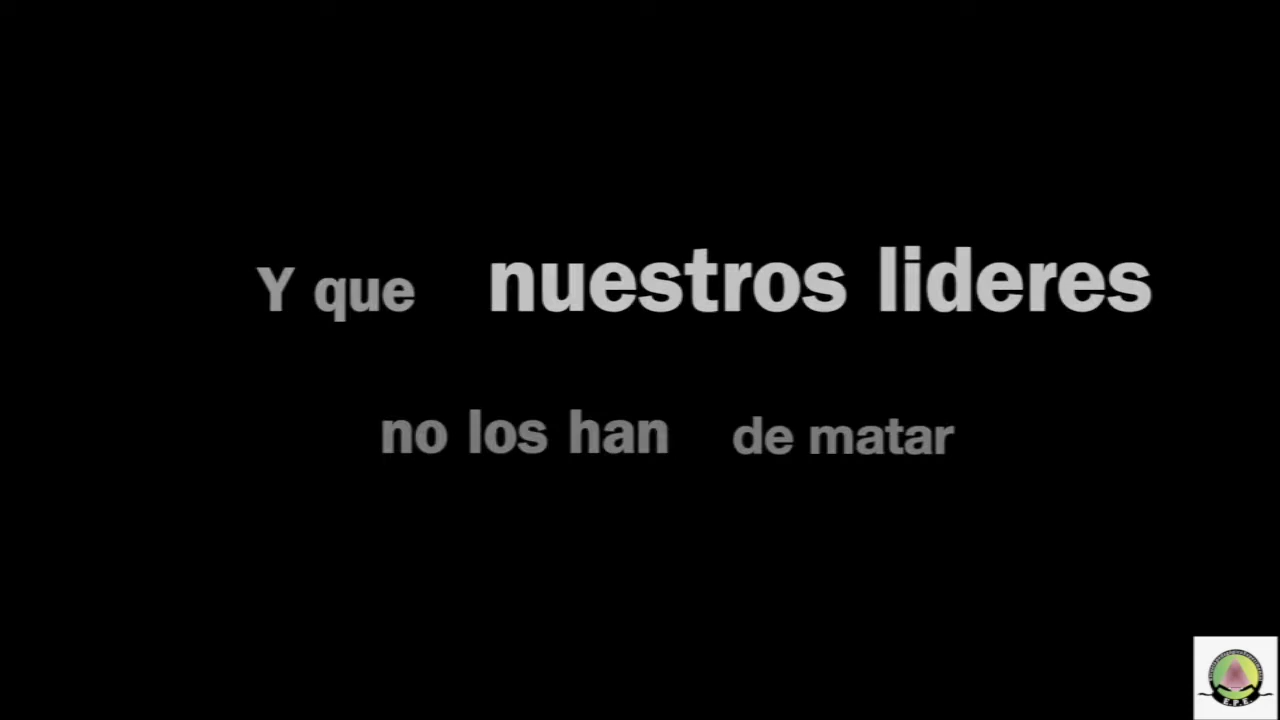 Y que nuestros lideres
no los han de matar
E.P.E.